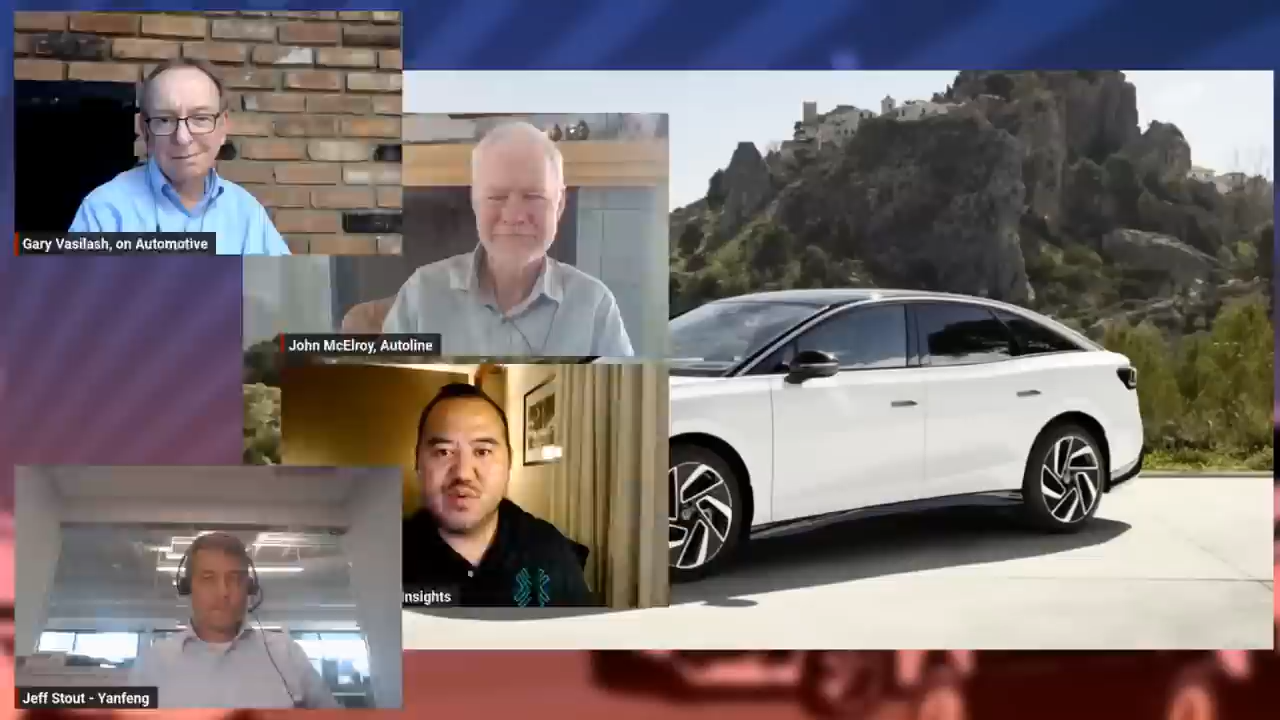 Gary Vasilash, on Automotive
John McElroy, Autoline
Insights
Jeff Stout - Yanfeng